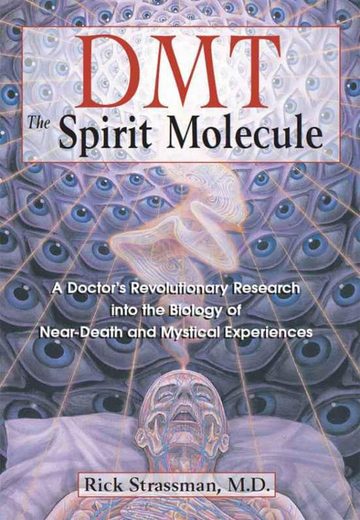 DMT
The Spirit Molecule
A Doctor's Revolutionary Research
into the Biology of
Near-Death and Mystical Experiences
Rick Strassman, M.D.